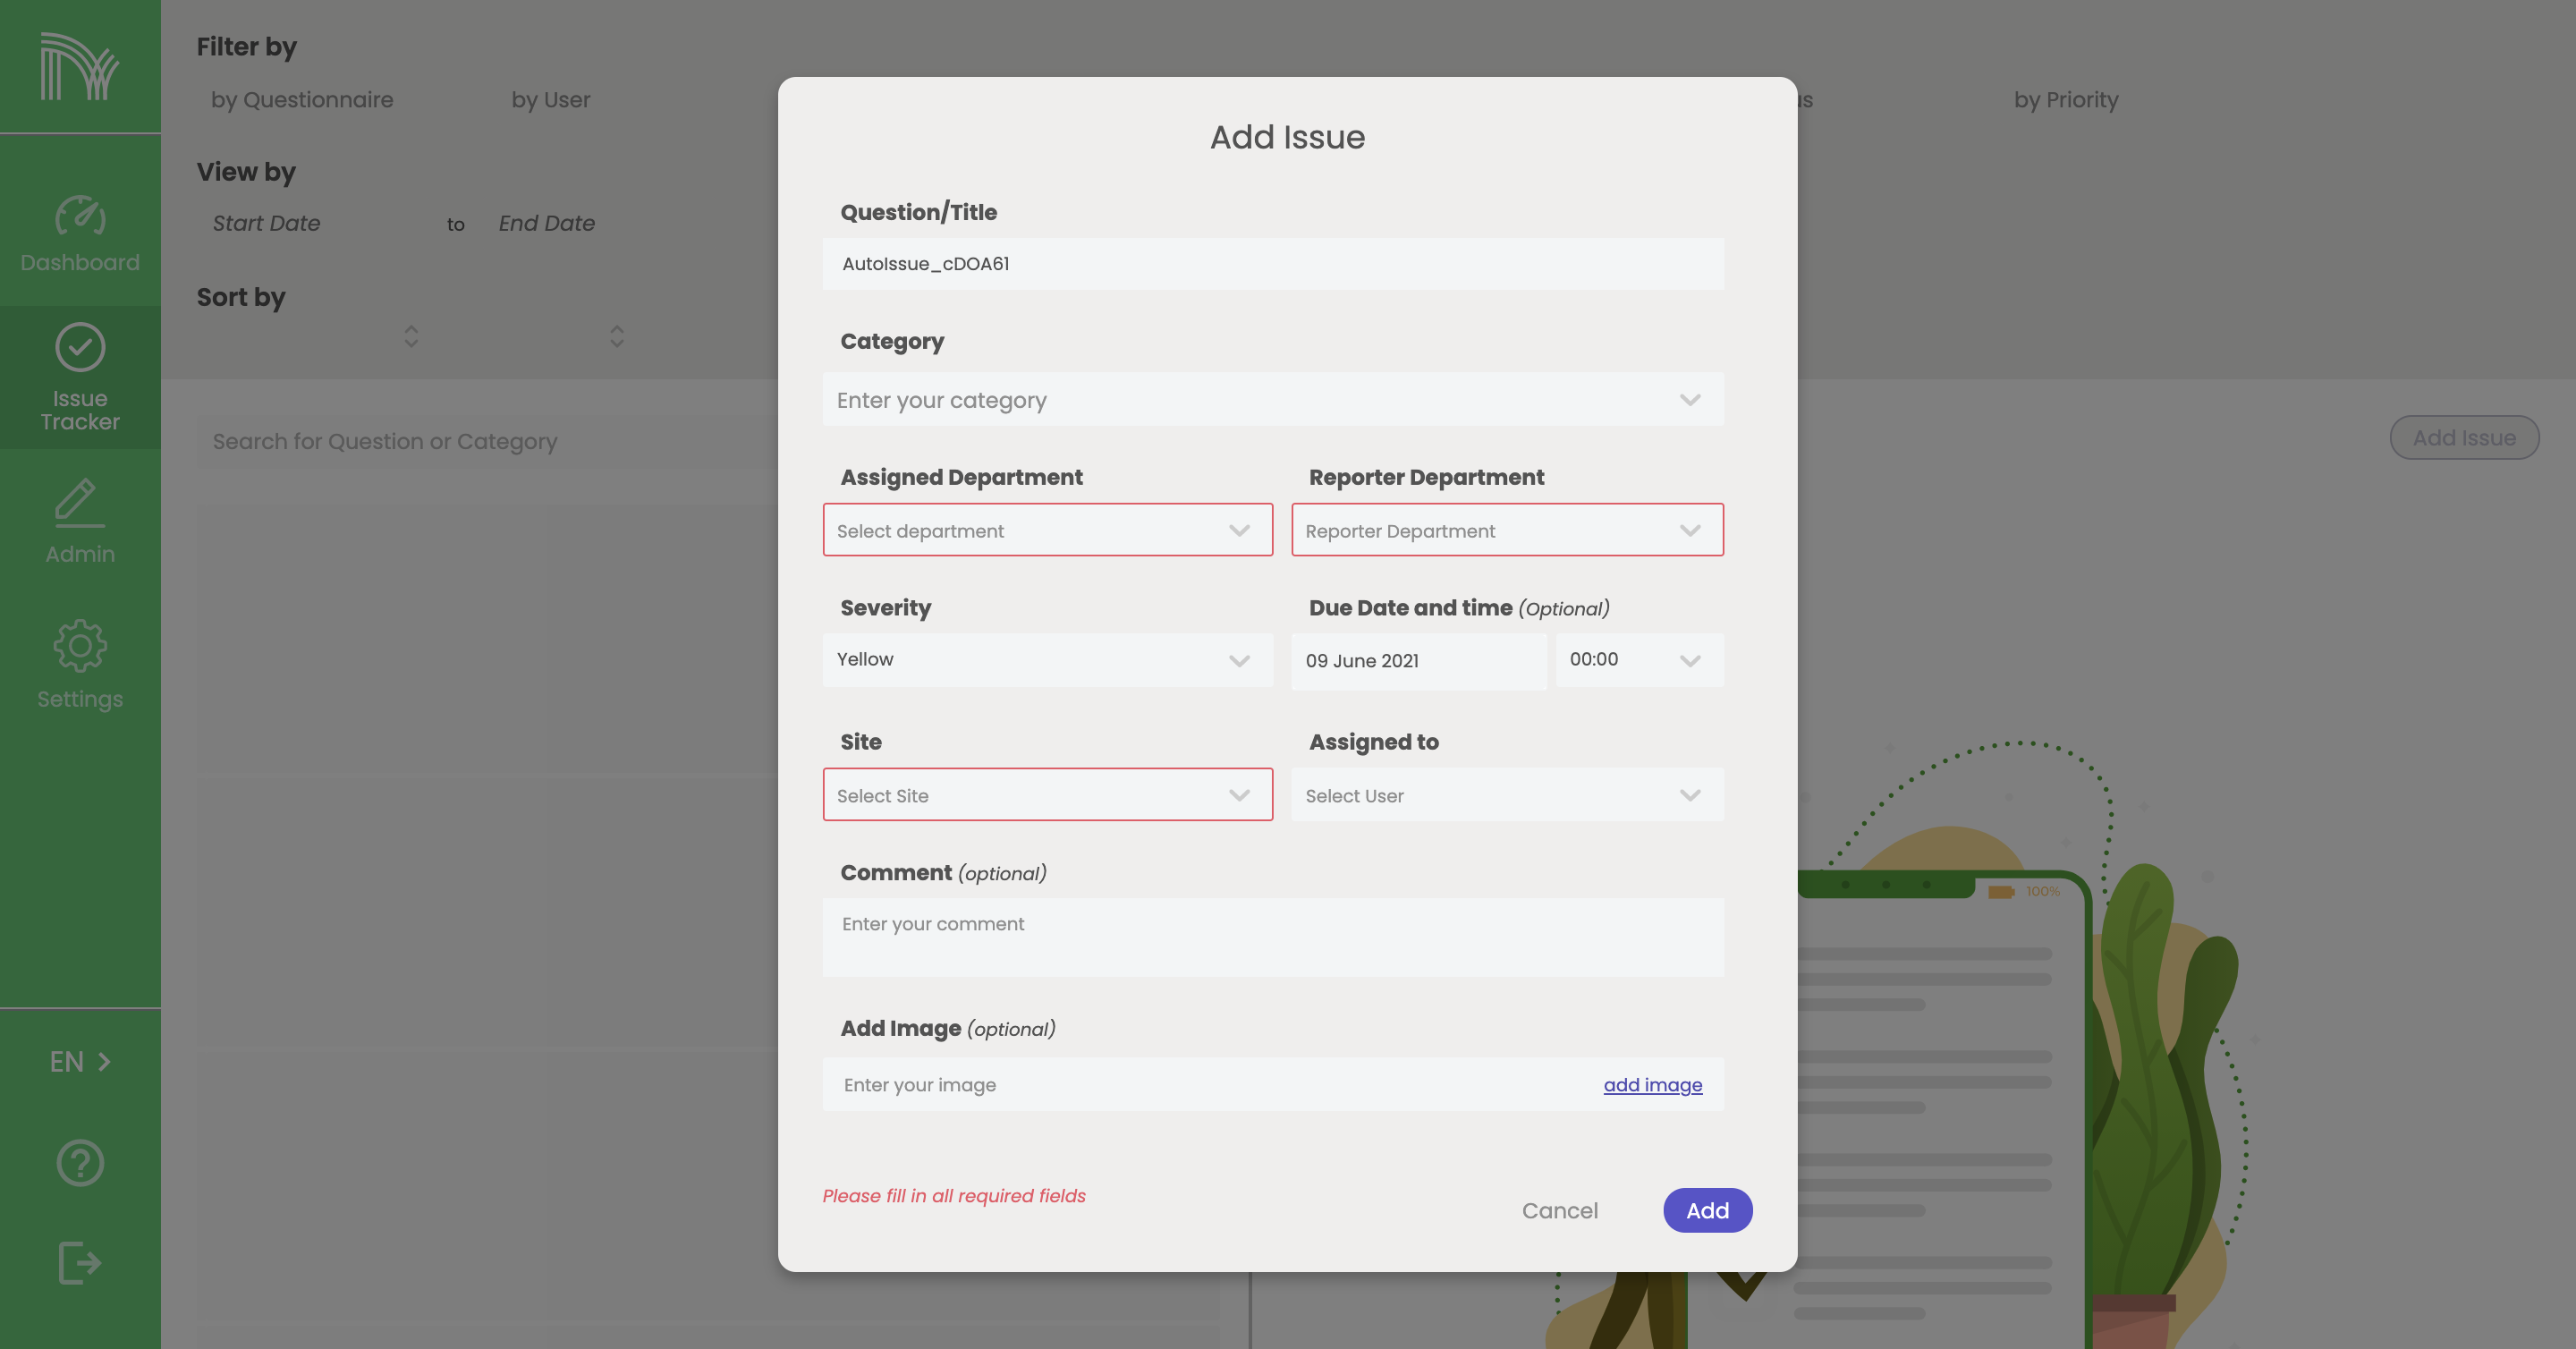 Filter by
by Questionnaire
by User
us
by Priority
View by
Start Date
to
End Date
Sort by
Search for Question or Category
Add Issue
Dashboard
Issue
Tracker
Admin
Settings
EN
Add Issue
Question/Title
AutoIssue_cDOA61
Category
Enter your category
Assigned Department
Reporter Department
Select department
Reporter Department
Severity
Due Date and time (Optional)
Yellow
09 June 2021
00:00
Site
Assigned to
Select Site
Select User
Comment (optional)
Enter your comment
Add Image (optional)
Enter your image
add image
Please fill in all required fields
Cancel
Add
100%